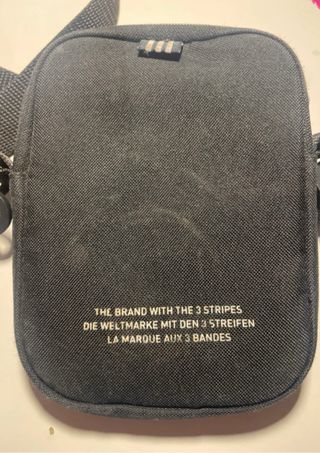 THE BRAND WITH THE 3 STRIPES
DIE WELTMARKE MIT DEN 3 STREIFEN
LA MARQUE AUX 3 BANDES